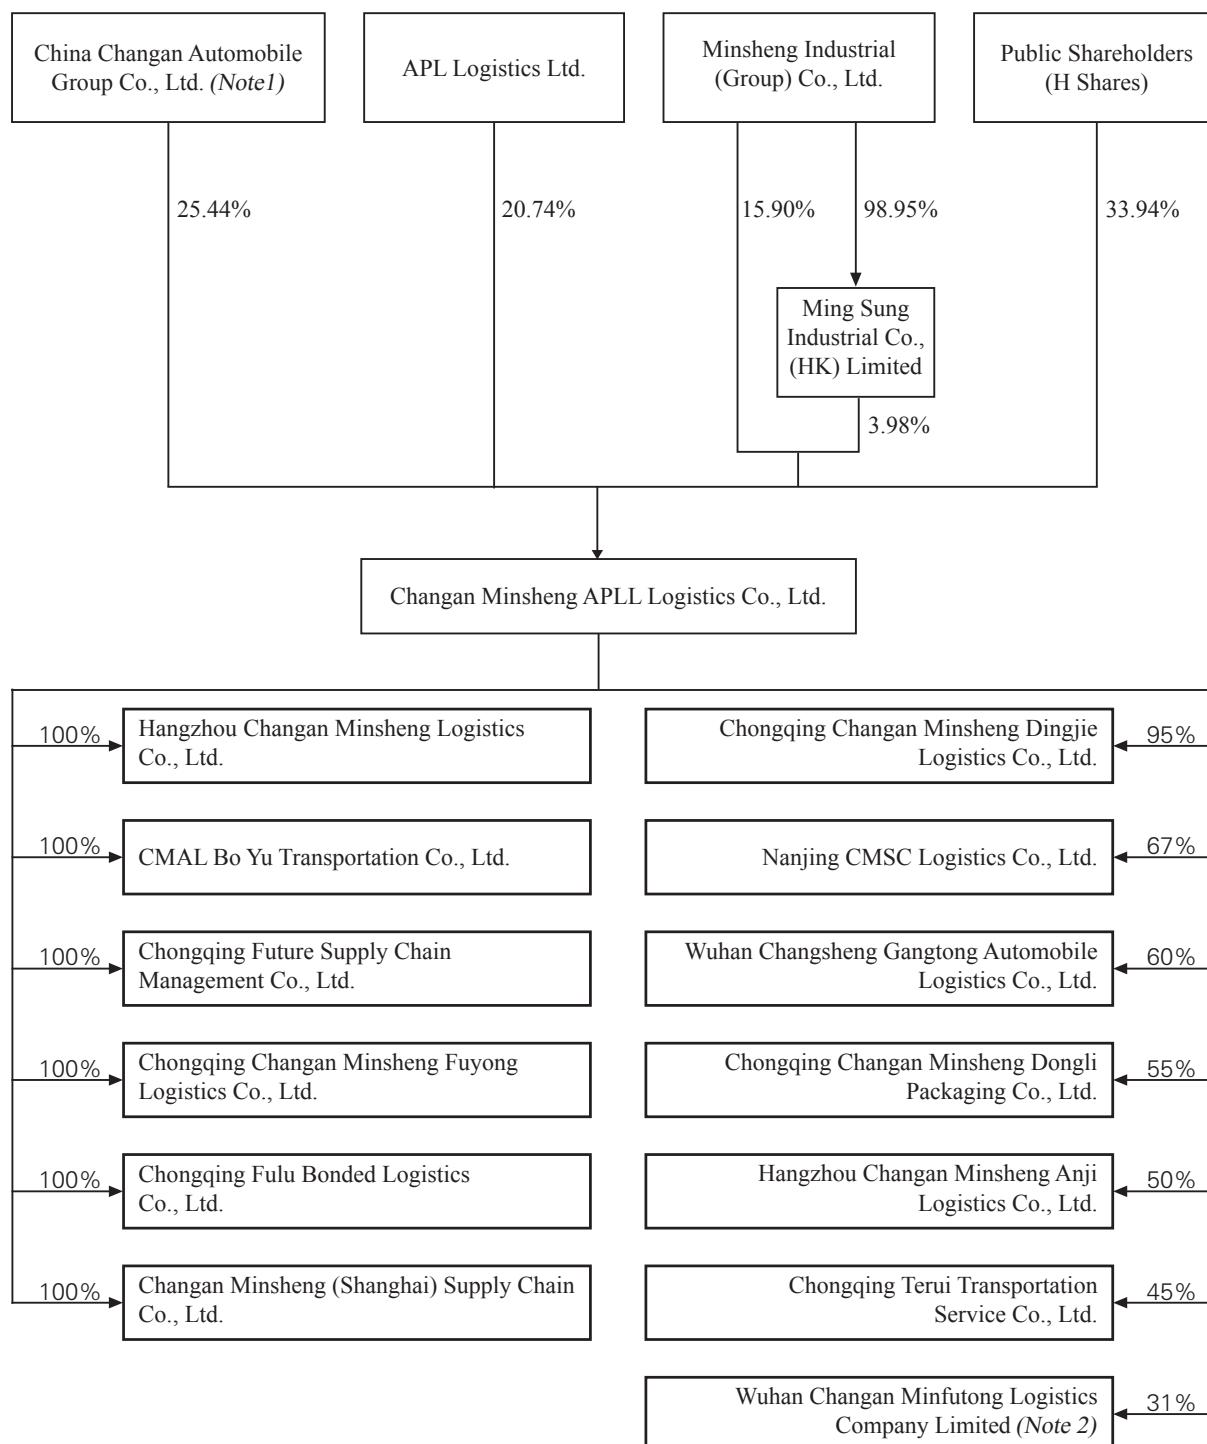 China Changan Automobile
Group Co., Ltd. (Note1)
APL Logistics Ltd.
Minsheng Industrial
(Group) Co., Ltd.
Public Shareholders
(H Shares)
25.44%
20.74%
15.90%
98.95%
33.94%
Ming Sung
Industrial Co.,
(HK) Limited
3.98%
Changan Minsheng APLL Logistics Co., Ltd.
100%
Hangzhou Changan Minsheng Logistics
Co., Ltd.
Chongqing Changan Minsheng Dingjie
Logistics Co., Ltd.
95%
100%
CMAL Bo Yu Transportation Co., Ltd.
Nanjing CMSC Logistics Co., Ltd.
67%
100%
Chongqing Future Supply Chain
Management Co., Ltd.
Wuhan Changsheng Gangtong Automobile
Logistics Co., Ltd.
60%
100%
Chongqing Changan Minsheng Fuyong
Logistics Co., Ltd.
Chongqing Changan Minsheng Dongli
Packaging Co., Ltd.
55%
100%
Chongqing Fulu Bonded Logistics
Co., Ltd.
Hangzhou Changan Minsheng Anji
Logistics Co., Ltd.
50%
100%
Changan Minsheng (Shanghai) Supply Chain
Co., Ltd.
Chongqing Terui Transportation
Service Co., Ltd.
45%
Wuhan Changan Minfutong Logistics
Company Limited (Note 2)
31%